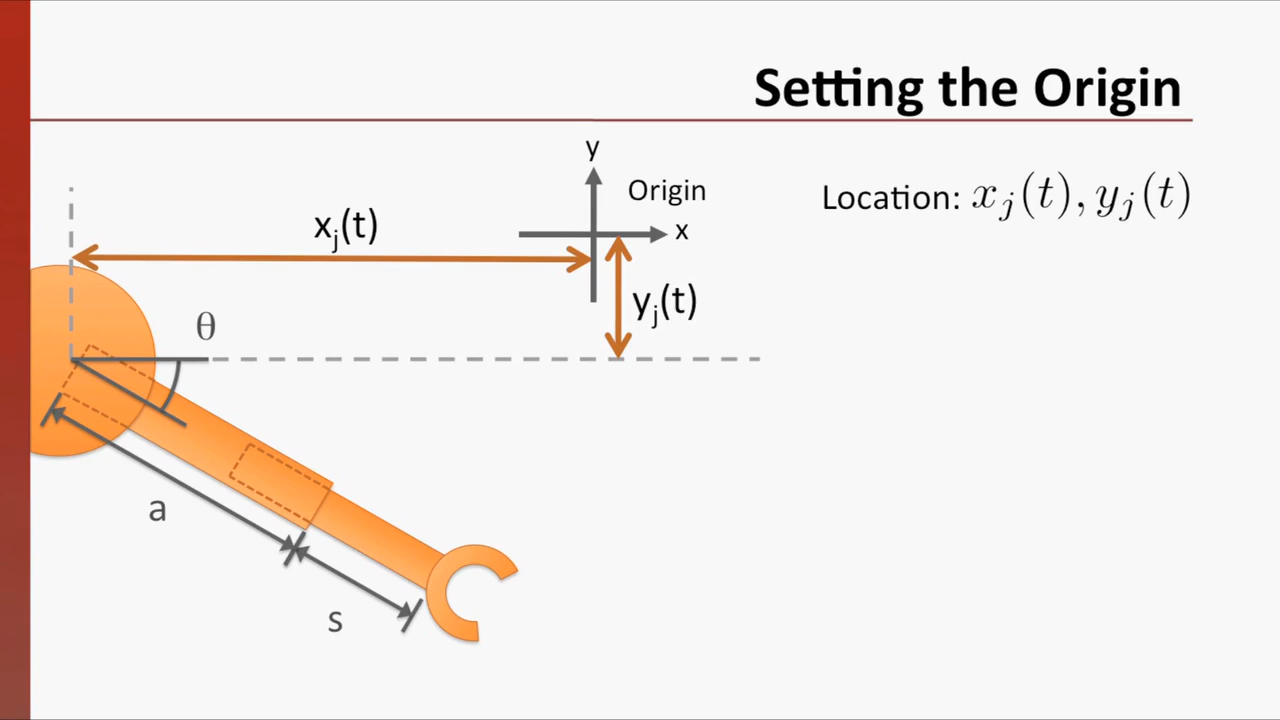 Setting the Origin
y
Origin
Location: x_j(t), y_j(t)
x_j(t)
x
y_j(t)
θ
a
s